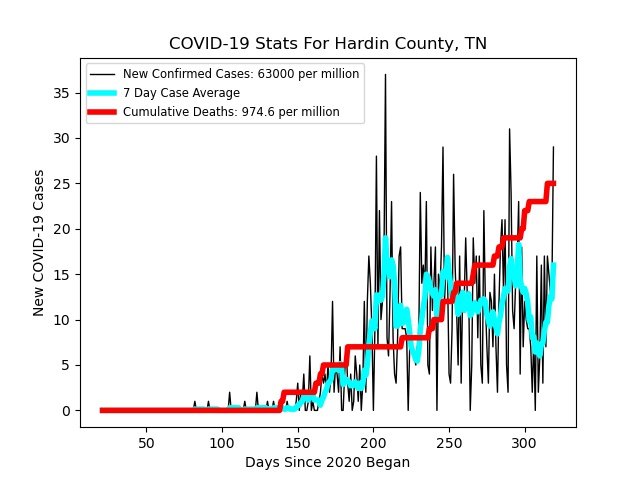 COVID-19 Stats For Hardin County, TN
New Confirmed Cases: 63000 per million
7 Day Case Average
Cumulative Deaths: 974.6 per million
New COVID-19 Cases
35
30
25
20
15
10
5
0
50 100 150 200 250 300
Days Since 2020 Began